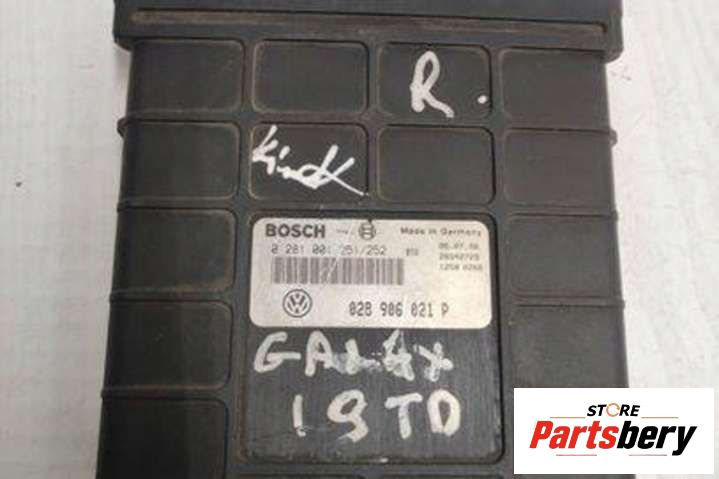 R.
BOSCH
Made in Germany
0 281 001 251/252
028 906 021 P
GALAXY
1 9 TD
STORE
Partsbery